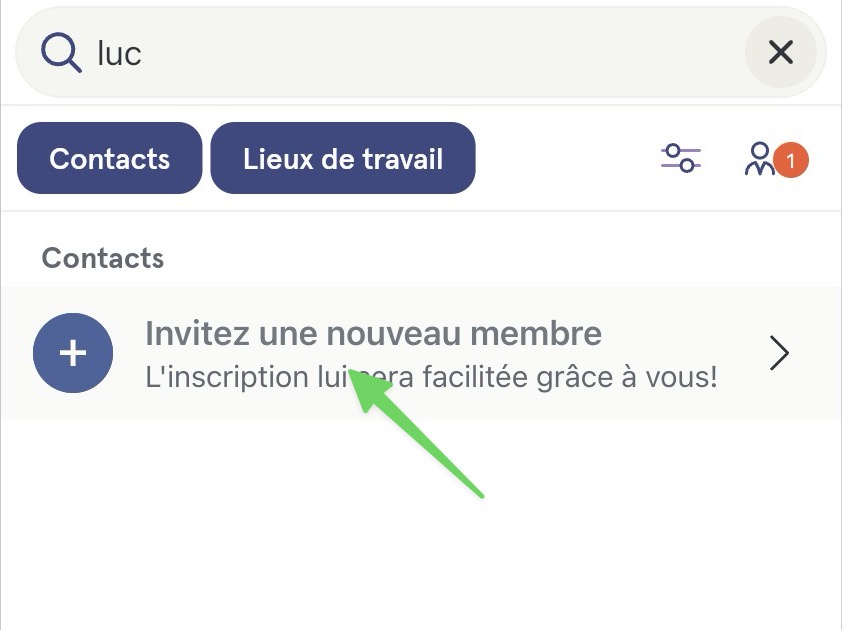 luc
Contacts
Lieux de travail
1
Contacts
Invitez une nouveau membre
L'inscription lui sera facilitée grâce à vous!